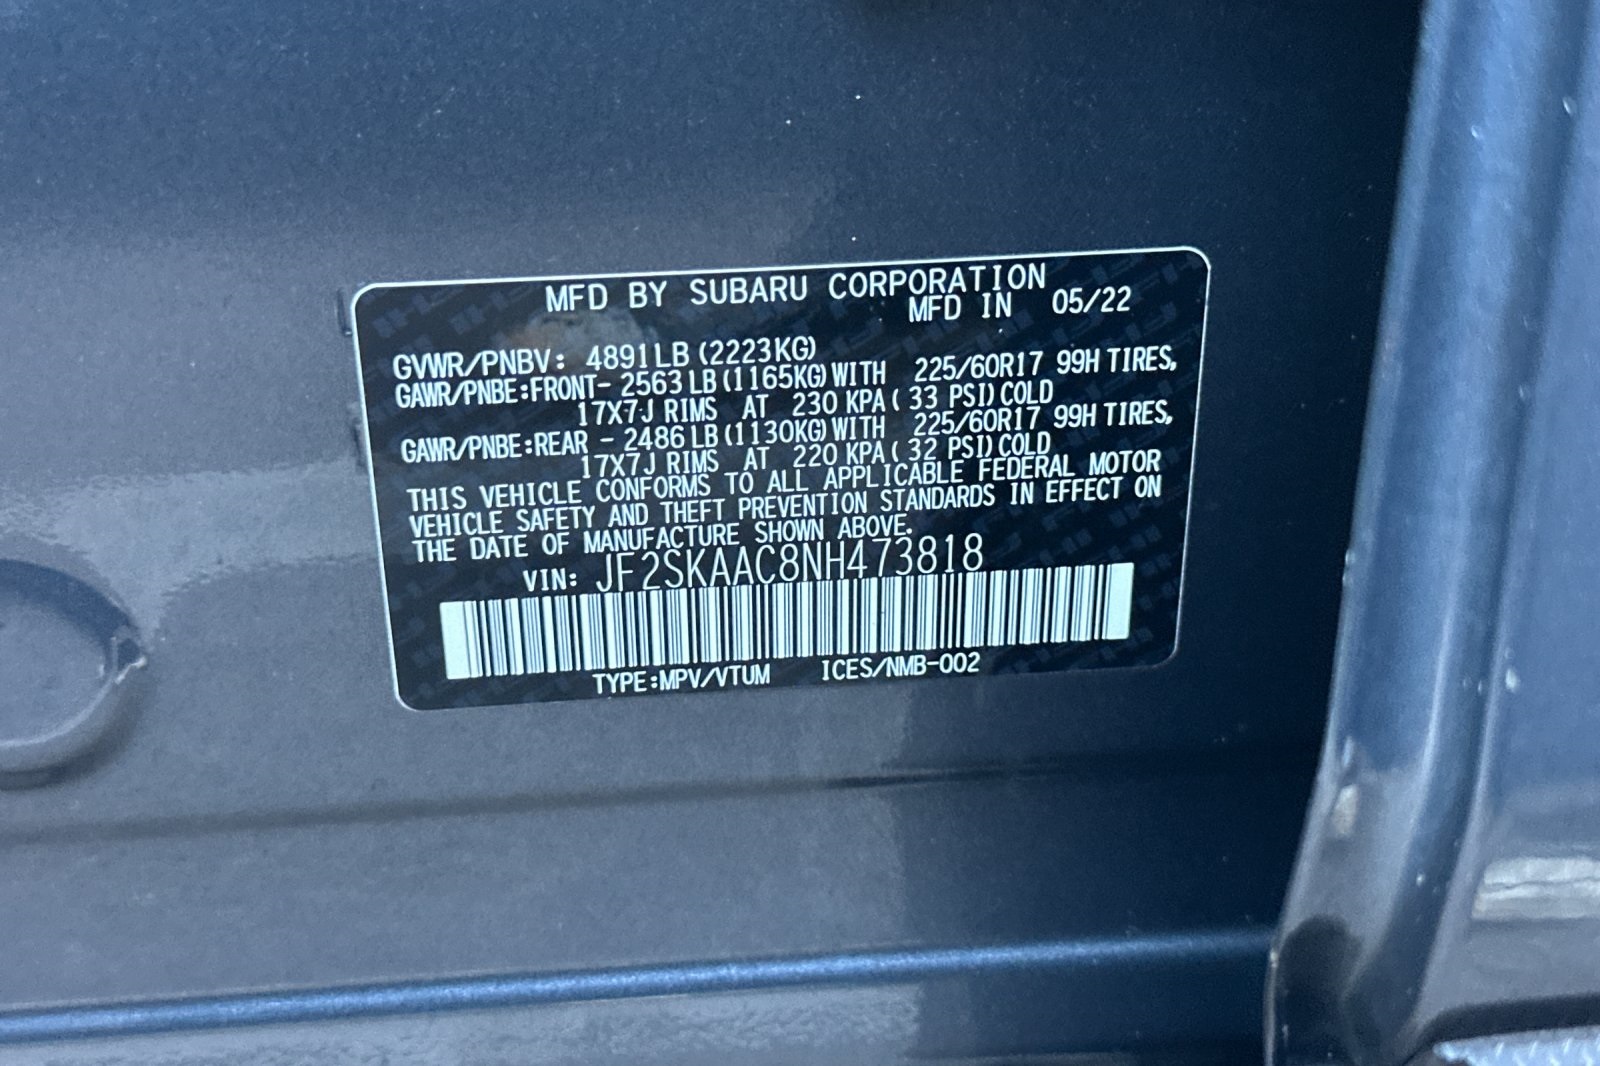 MFD BY SUBARU CORPORATION
MFD IN 05/22
GVWR/PNBV: 4891LB (2223KG)
GAWR/PNBE:FRONT- 2563 LB (1165KG) WITH 225/60R17 99H TIRES,
17X7J RIMS AT 230 KPA ( 33 PSI) COLD
GAWR/PNBE:REAR - 2486 LB (1130KG) WITH 225/60R17 99H TIRES,
17X7J RIMS AT 220 KPA ( 32 PSI) COLD
THIS VEHICLE CONFORMS TO ALL APPLICABLE FEDERAL MOTOR
VEHICLE SAFETY AND THEFT PREVENTION STANDARDS IN EFFECT ON
THE DATE OF MANUFACTURE SHOWN ABOVE.
VIN: JF2SKAAC8NH473818
TYPE:MPV/VTUM ICES/NMB-002